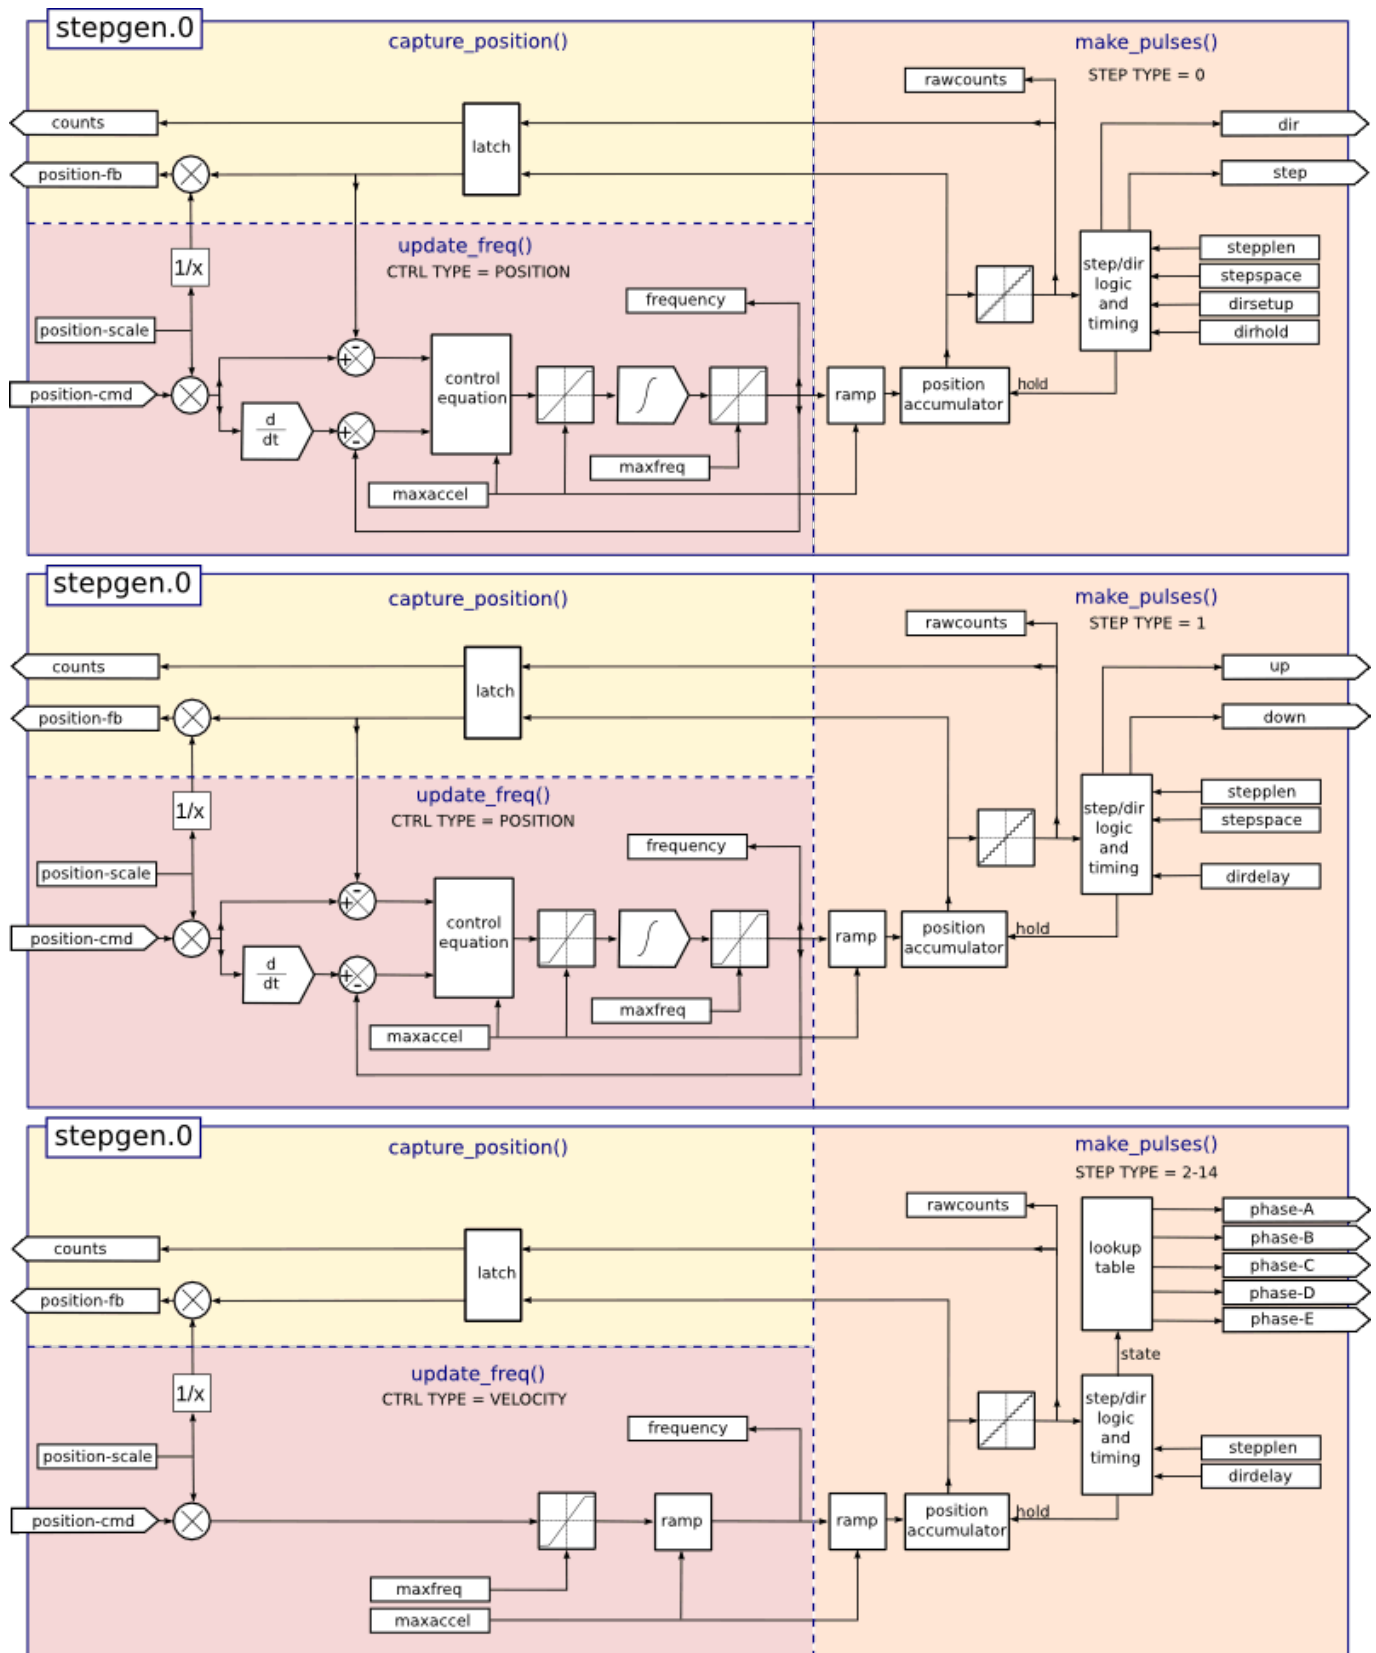 stepgen.0
capture_position()
make_pulses()
STEP TYPE = 0
rawcounts
counts
latch
dir
position-fb
step
update_freq()
CTRL TYPE = POSITION
1/x
stepplen
step/dir
logic
and
timing
stepspace
frequency
dirsetup
position-scale
dirhold
-
+
control
equation
position-cmd
ramp
position
accumulator
hold
d
dt
∫
+
-
maxfreq
maxaccel
stepgen.0
capture_position()
make_pulses()
STEP TYPE = 1
rawcounts
counts
latch
up
position-fb
down
update_freq()
CTRL TYPE = POSITION
1/x
stepplen
step/dir
logic
and
timing
stepspace
frequency
position-scale
dirdelay
-
+
control
equation
position-cmd
ramp
position
accumulator
hold
d
dt
∫
+
-
maxfreq
maxaccel
stepgen.0
capture_position()
make_pulses()
STEP TYPE = 2-14
rawcounts
phase-A
phase-B
counts
latch
lookup
table
phase-C
position-fb
phase-D
phase-E
state
update_freq()
CTRL TYPE = VELOCITY
1/x
step/dir
logic
and
timing
frequency
stepplen
position-scale
dirdelay
position-cmd
ramp
ramp
position
accumulator
hold
maxfreq
maxaccel